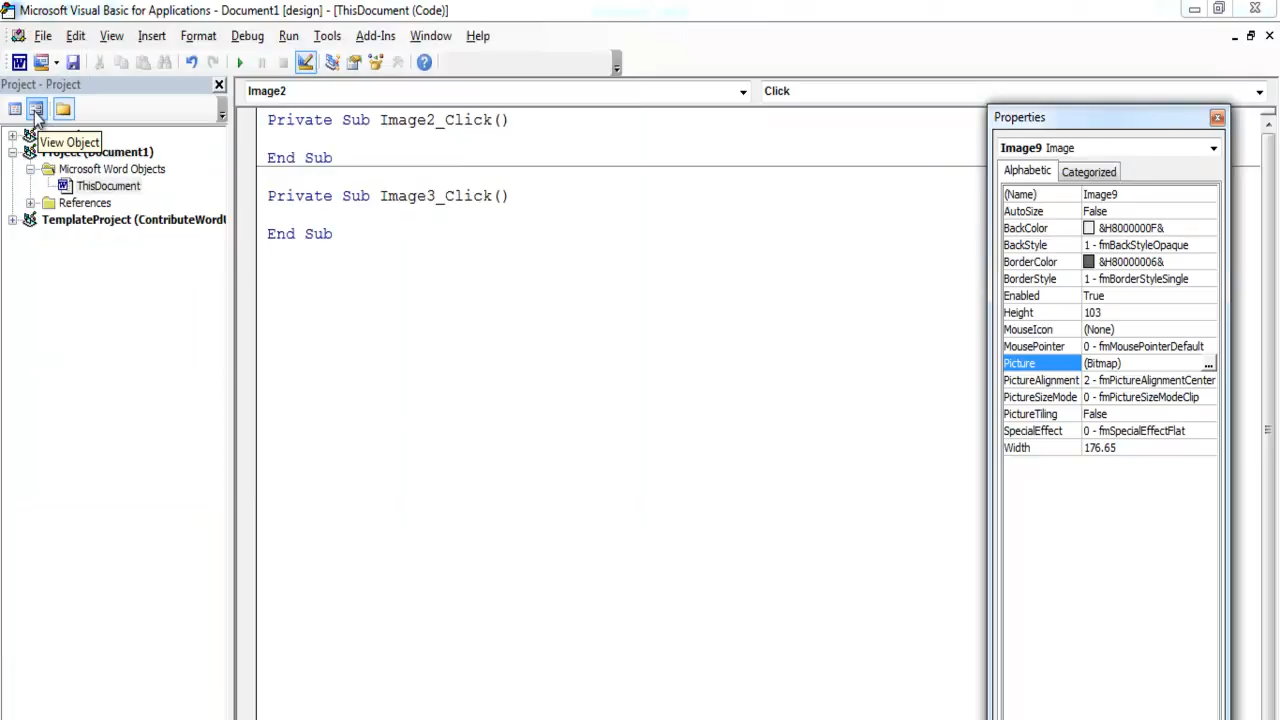 Microsoft Visual Basic for Applications - Document1 [design] - [ThisDocument (Code)]
File Edit View Insert Format Debug Run Tools Add-Ins Window Help
Project - Project
View Object
Project (Document1)
Microsoft Word Objects
ThisDocument
References
TemplateProject (ContributeWord
Image2
Click
Private Sub Image2_Click()
End Sub
Private Sub Image3_Click()
End Sub
Properties
Image9 Image
Alphabetic Categorized
(Name) Image9
AutoSize False
BackColor &H8000000F&
BackStyle 1 - fmBackStyleOpaque
BorderColor &H80000006&
BorderStyle 1 - fmBorderStyleSingle
Enabled True
Height 103
MouseIcon (None)
MousePointer 0 - fmMousePointerDefault
Picture (Bitmap) ...
PictureAlignment 2 - fmPictureAlignmentCenter
PictureSizeMode 0 - fmPictureSizeModeClip
PictureTiling False
SpecialEffect 0 - fmSpecialEffectFlat
Width 176.65